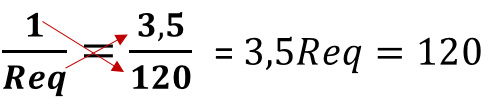 1/Req = 3,5/120 = 3,5Req = 120